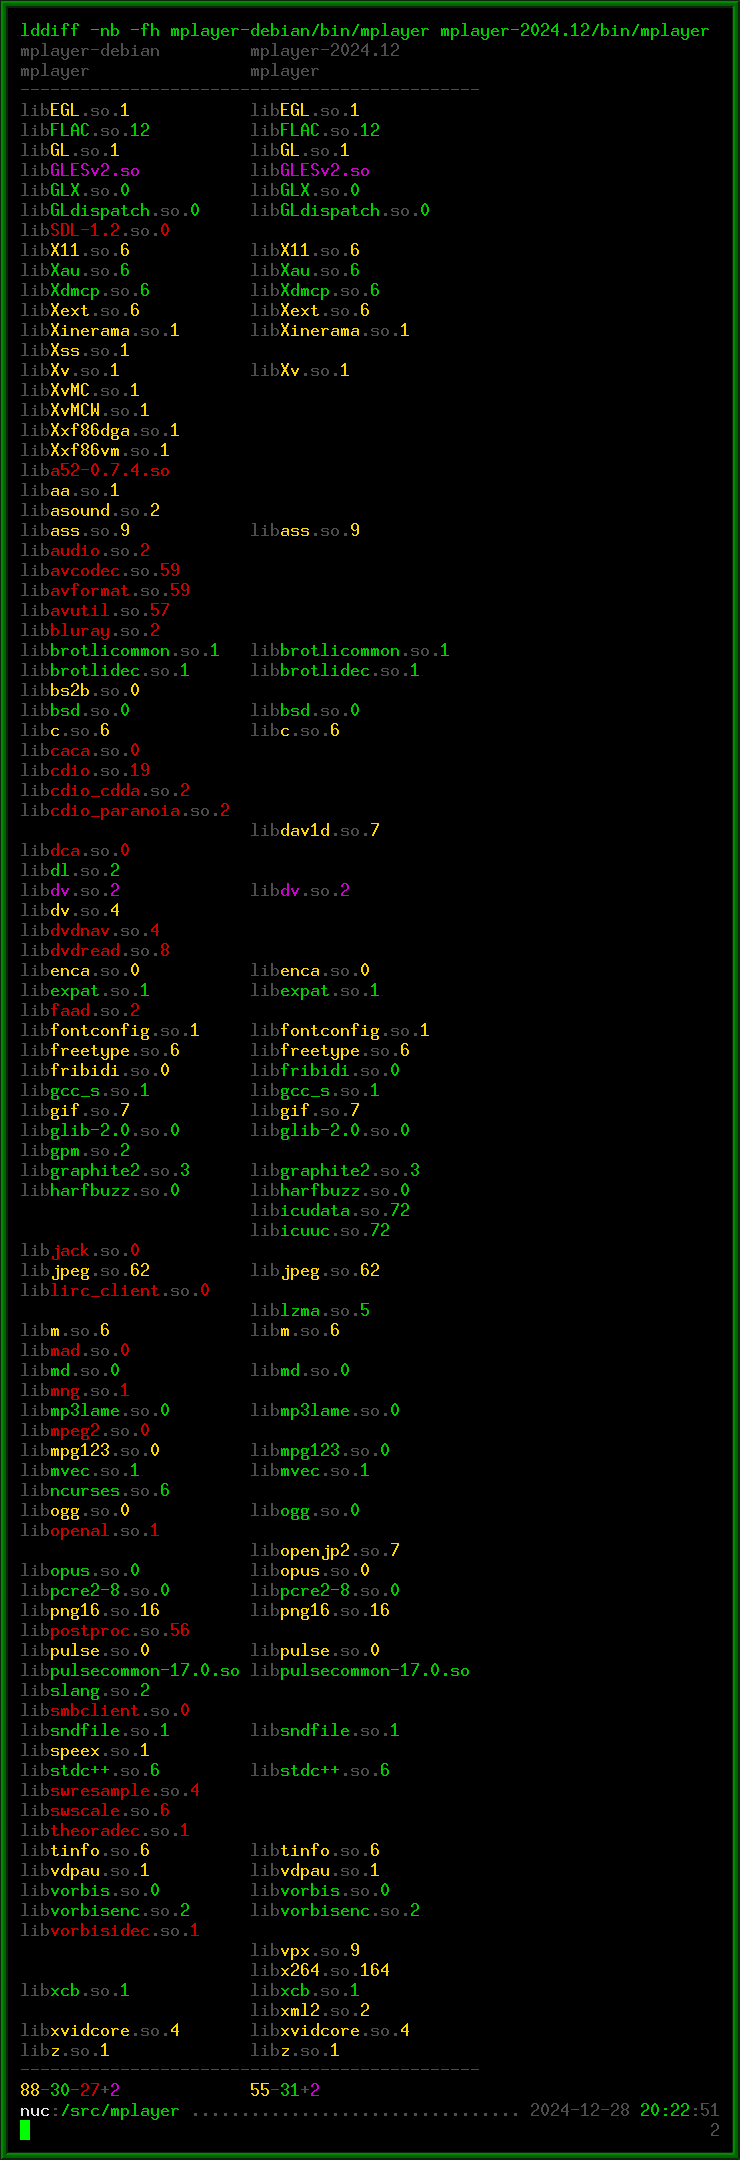 lddiff -nb -fh mplayer-debian/bin/mplayer mplayer-2024.12/bin/mplayer
mplayer-debian mplayer-2024.12
mplayer mplayer
----------------------------------------------
libEGL.so.1 libEGL.so.1
libFLAC.so.12 libFLAC.so.12
libGL.so.1 libGL.so.1
libGLESv2.so libGLESv2.so
libGLX.so.0 libGLX.so.0
libGLdispatch.so.0 libGLdispatch.so.0
libSDL-1.2.so.0
libX11.so.6 libX11.so.6
libXau.so.6 libXau.so.6
libXdmcp.so.6 libXdmcp.so.6
libXext.so.6 libXext.so.6
libXinerama.so.1 libXinerama.so.1
libXss.so.1
libXv.so.1 libXv.so.1
libXvMC.so.1
libXvMCW.so.1
libXxf86dga.so.1
libXxf86vm.so.1
liba52-0.7.4.so
libaa.so.1
libasound.so.2
libass.so.9 libass.so.9
libaudio.so.2
libavcodec.so.59
libavformat.so.59
libavutil.so.57
libbluray.so.2
libbrotlicommon.so.1 libbrotlicommon.so.1
libbrotlidec.so.1 libbrotlidec.so.1
libbs2b.so.0
libbsd.so.0 libbsd.so.0
libc.so.6 libc.so.6
libcaca.so.0
libcdio.so.19
libcdio_cdda.so.2
libcdio_paranoia.so.2
libdav1d.so.7
libdca.so.0
libdl.so.2
libdv.so.2 libdv.so.2
libdv.so.4
libdvdnav.so.4
libdvdread.so.8
libenca.so.0 libenca.so.0
libexpat.so.1 libexpat.so.1
libfaad.so.2
libfontconfig.so.1 libfontconfig.so.1
libfreetype.so.6 libfreetype.so.6
libfribidi.so.0 libfribidi.so.0
libgcc_s.so.1 libgcc_s.so.1
libgif.so.7 libgif.so.7
libglib-2.0.so.0 libglib-2.0.so.0
libgpm.so.2
libgraphite2.so.3 libgraphite2.so.3
libharfbuzz.so.0 libharfbuzz.so.0
libicudata.so.72
libicuuc.so.72
libjack.so.0
libjpeg.so.62 libjpeg.so.62
liblirc_client.so.0
liblzma.so.5
libm.so.6 libm.so.6
libmad.so.0
libmd.so.0 libmd.so.0
libmng.so.1
libmp3lame.so.0 libmp3lame.so.0
libmpeg2.so.0
libmpg123.so.0 libmpg123.so.0
libmvec.so.1 libmvec.so.1
libncurses.so.6
libogg.so.0 libogg.so.0
libopenal.so.1
libopenjp2.so.7
libopus.so.0 libopus.so.0
libpcre2-8.so.0 libpcre2-8.so.0
libpng16.so.16 libpng16.so.16
libpostproc.so.56
libpulse.so.0 libpulse.so.0
libpulsecommon-17.0.so libpulsecommon-17.0.so
libslang.so.2
libsmbclient.so.0
libsndfile.so.1 libsndfile.so.1
libspeex.so.1
libstdc++.so.6 libstdc++.so.6
libswresample.so.4
libswscale.so.6
libtheoradec.so.1
libtinfo.so.6 libtinfo.so.6
libvdpau.so.1 libvdpau.so.1
libvorbis.so.0 libvorbis.so.0
libvorbisenc.so.2 libvorbisenc.so.2
libvorbisidec.so.1
libvpx.so.9
libx264.so.164
libxcb.so.1 libxcb.so.1
libxml2.so.2
libxvidcore.so.4 libxvidcore.so.4
libz.so.1 libz.so.1
----------------------------------------------
88-30-27+2 55-31+2
nuc:/src/mplayer ................................. 2024-12-28 20:22:51
2